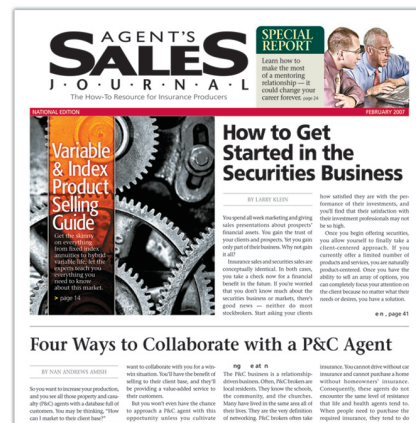 AGENT'S
SALES
J·O·U·R·N·A·L
The How-To Resource for Insurance Producers
SPECIAL
REPORT
Learn how to
make the most
of a mentoring
relationship — it
could change your
career forever. page 24
NATIONAL EDITION
FEBRUARY 2007
Variable
& Index
Product
Selling
Guide
Get the skinny
on everything
from fixed index
annuities to hybrid
variable life; let the
experts teach you
everything you
need to know
about this market.
> page 14
How to Get
Started in the
Securities Business
BY LARRY KLEIN
You spend all week marketing and giving
sales presentations about prospects'
financial assets. You gain the trust of
your clients and prospects. Yet you gain
only part of their business. Why not gain
it all?
Insurance sales and securities sales are
conceptually identical. In both cases,
you take a check now for a financial
benefit in the future. If you're worried
that you don't know much about the
securities business or markets, there's
good news — neither do most
stockbrokers. Start asking your clients
how satisfied they are with the per-
formance of their investments, and
you'll find that their satisfaction with
their investment professionals may not
be so high.
Once you begin offering securities,
you allow yourself to finally take a
client-centered approach. If you
currently offer a limited number of
products and services, you are naturally
product-centered. Once you have the
ability to sell an array of options, you
can completely focus your attention on
the client because no matter what their
needs or desires, you have a solution.
en , page 41
Four Ways to Collaborate with a P&C Agent
BY NAN ANDREWS AMISH
So you want to increase your production,
and you see all those property and casu-
alty (P&C) agents with a database full of
customers. You may be thinking, "How
can I market to their client base?"
want to collaborate with you for a win-
win situation. You'll have the benefit of
selling to their client base, and they'll
be providing a value-added service to
their customers.
But you won't even have the chance
to approach a P&C agent with this
opportunity unless you cultivate
ng eat n
The P&C business is a relationship-
driven business. Often, P&C brokers are
local residents. They know the schools,
the community, and the churches.
Many have lived in the same area all of
their lives. They are the very definition
of networking. P&C brokers often take
insurance. You cannot drive without car
insurance and cannot purchase a home
without homeowners' insurance.
Consequently, these agents do not
encounter the same level of resistance
that life and health agents tend to.
When people need to purchase the
required insurance, they tend to do